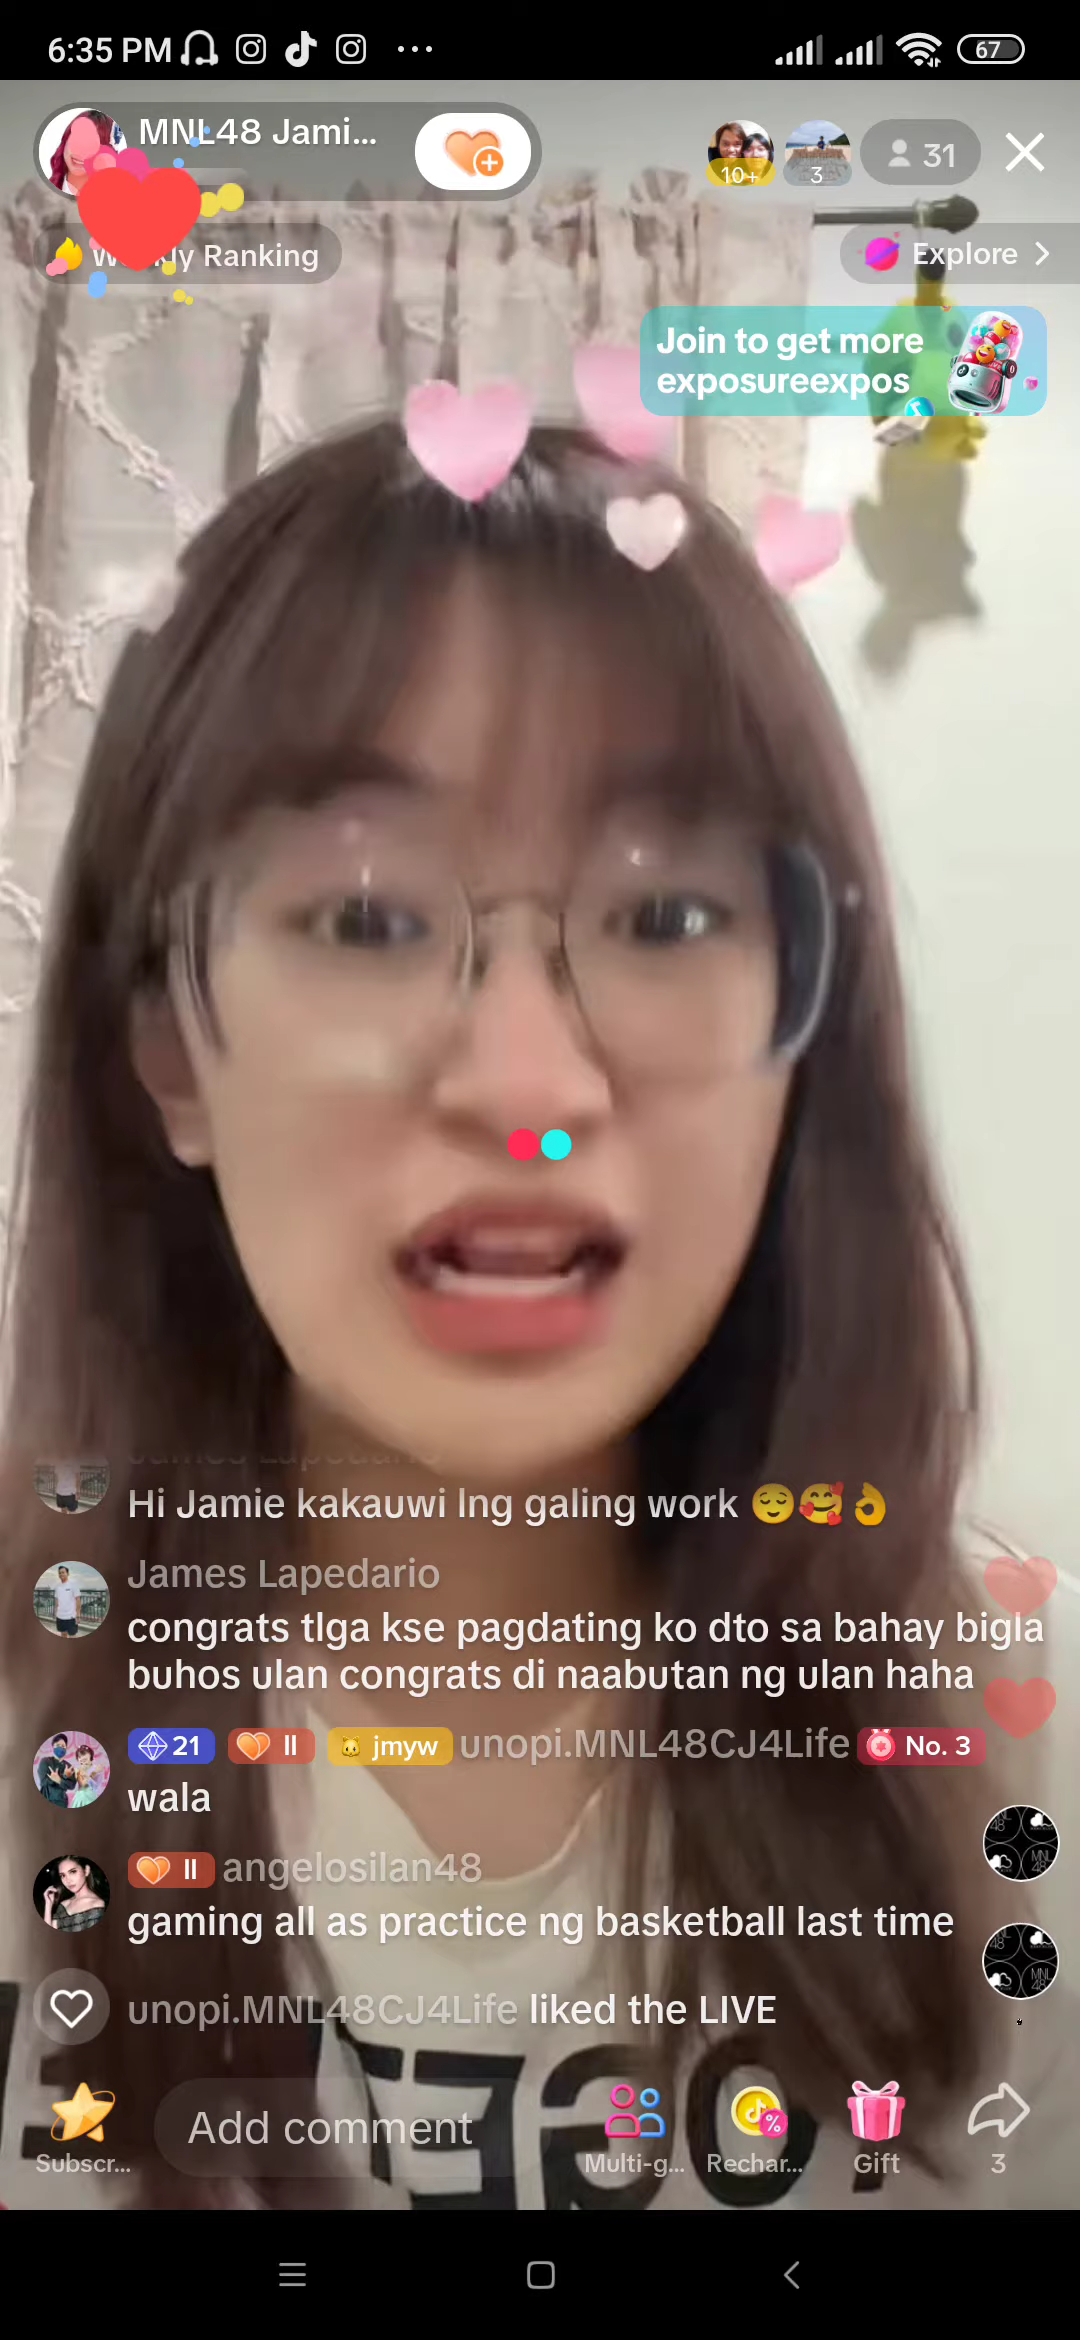 6:35 PM
67
MNL48 Jami...
10+
3
31
Weekly Ranking
Explore
Join to get more
exposureexpos
James Lapedario
Hi Jamie kakauwi lng galing work 😌🥰👌
James Lapedario
congrats tlga kse pagdating ko dto sa bahay bigla
buhos ulan congrats di naabutan ng ulan haha
21 II jmyw unopi.MNL48CJ4Life No. 3
wala
II angelosilan48
gaming all as practice ng basketball last time
unopi.MNL48CJ4Life liked the LIVE
Add comment
Subscr...
Multi-g...
Rechar...
Gift
3